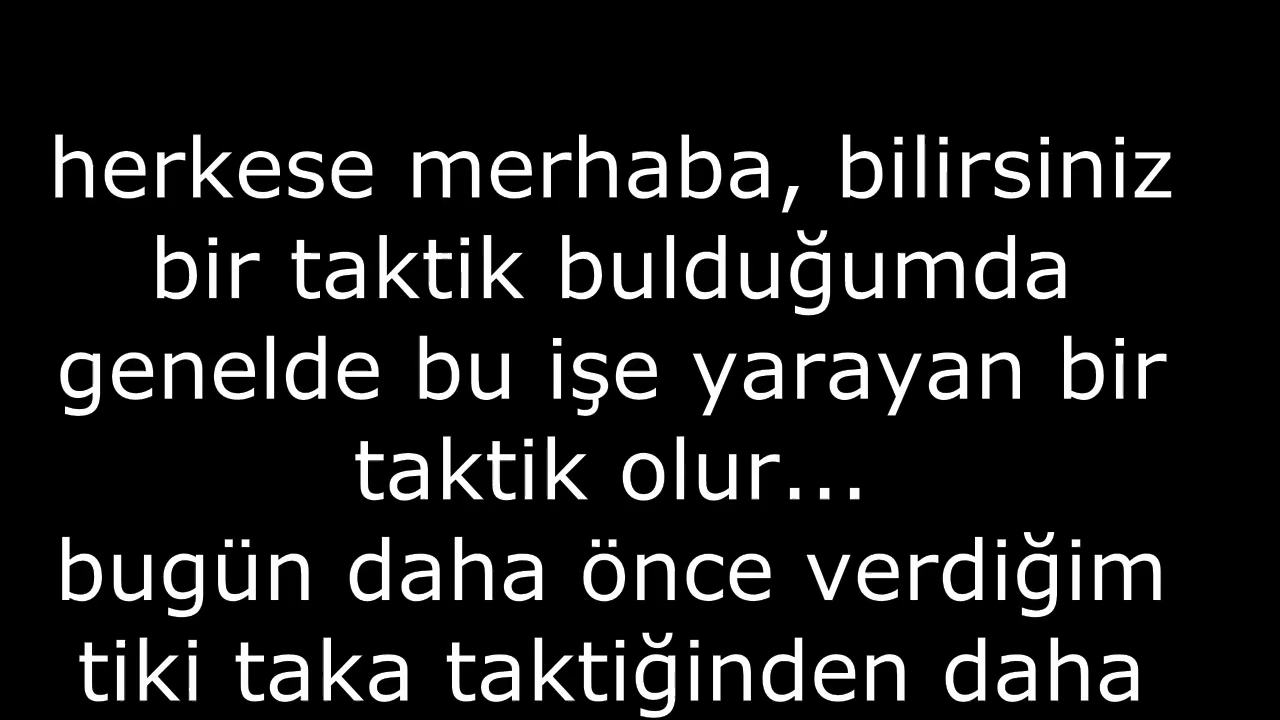 herkese merhaba, bilirsiniz
bir taktik bulduğumda
genelde bu işe yarayan bir
taktik olur...
bugün daha önce verdiğim
tiki taka taktiğinden daha